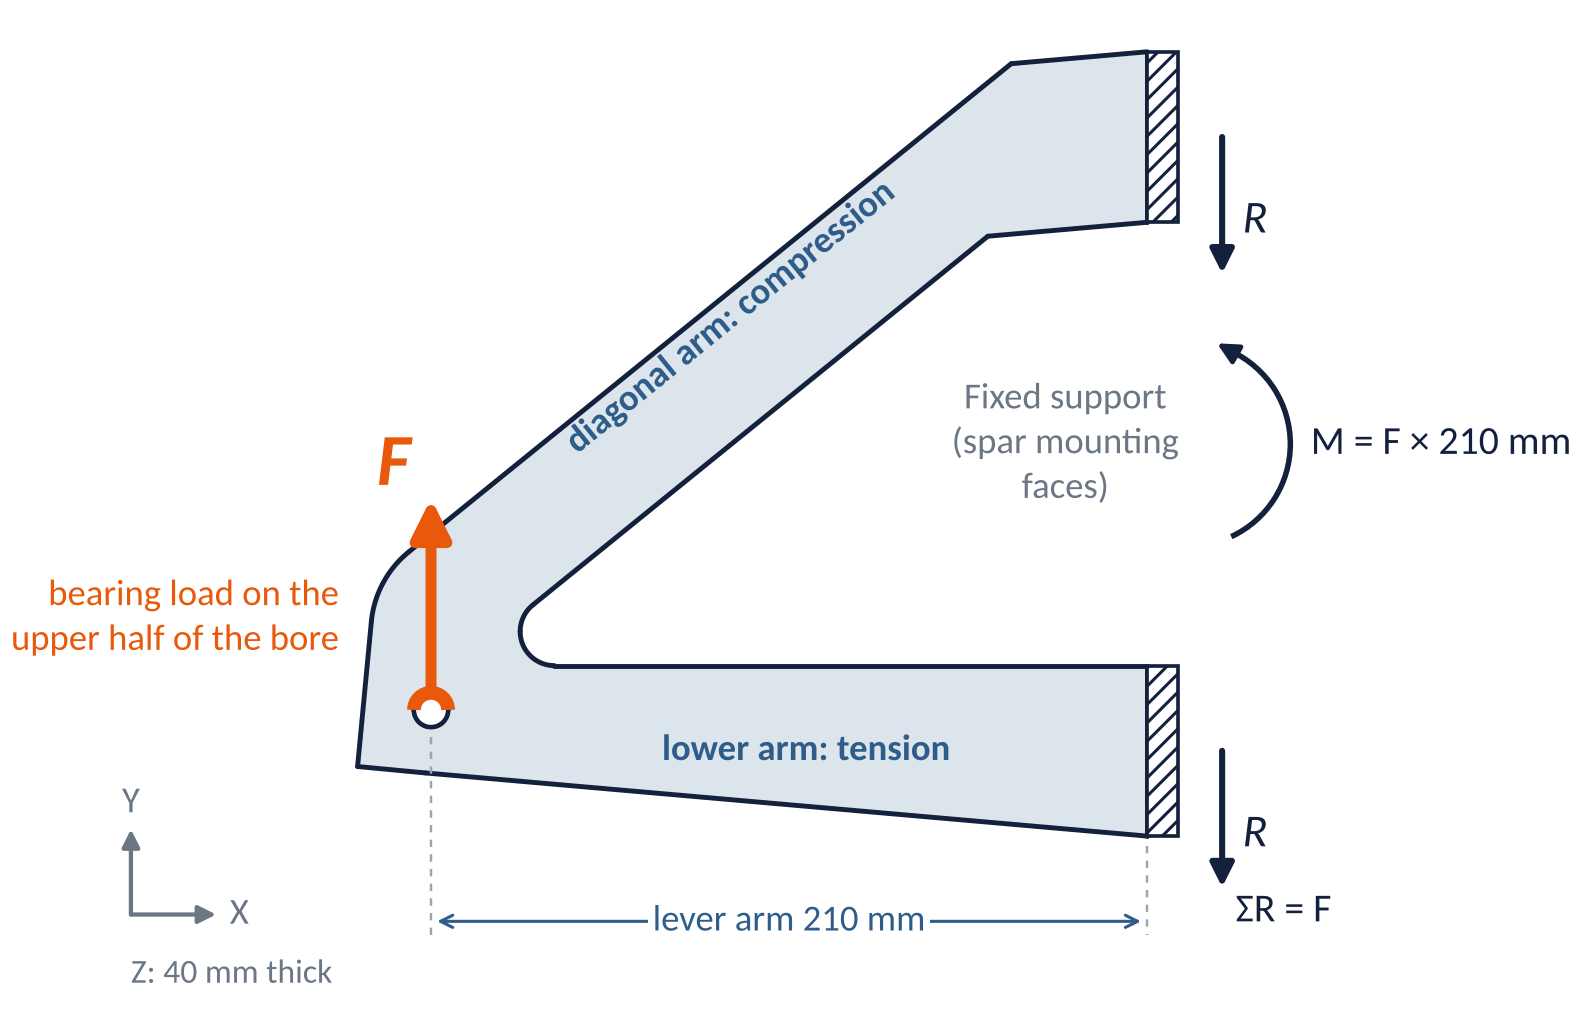 diagonal arm: compression
R
Fixed support
(spar mounting
faces)
M = F × 210 mm
F
bearing load on the
upper half of the bore
lower arm: tension
R
ΣR = F
Y
X
lever arm 210 mm
Z: 40 mm thick